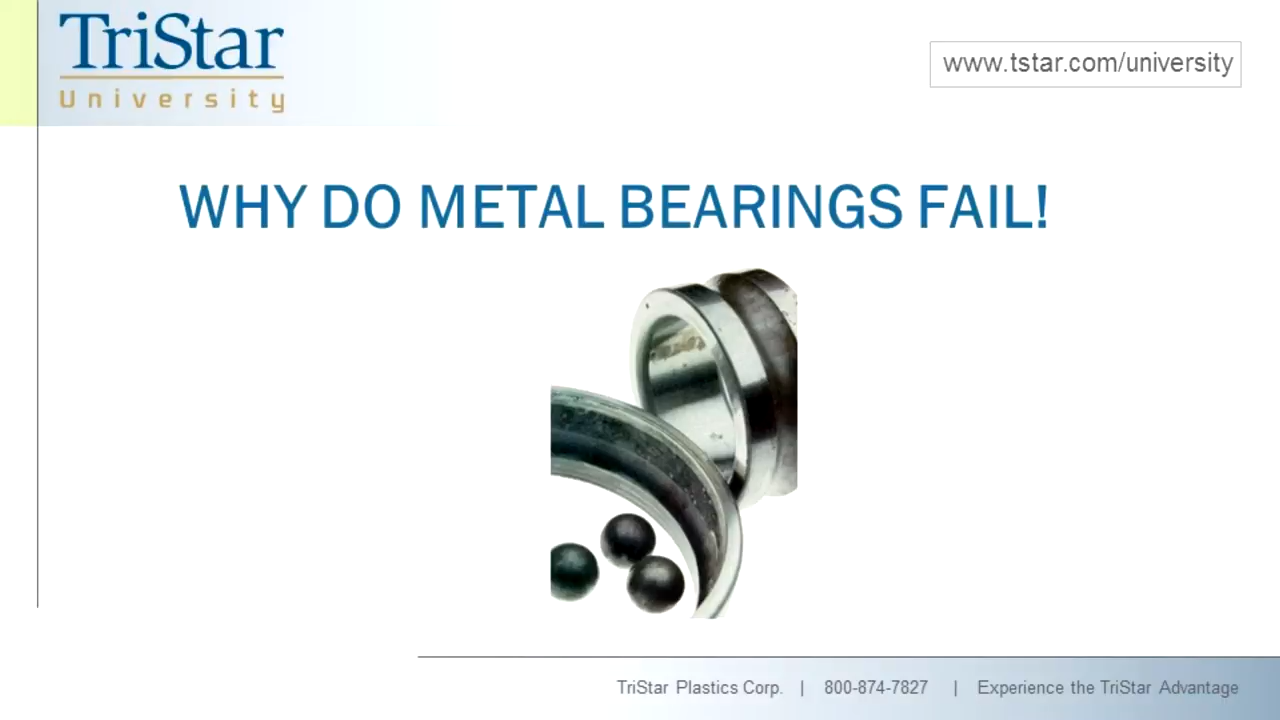 TriStar
University
www.tstar.com/university
WHY DO METAL BEARINGS FAIL!
TriStar Plastics Corp. | 800-874-7827 | Experience the TriStar Advantage